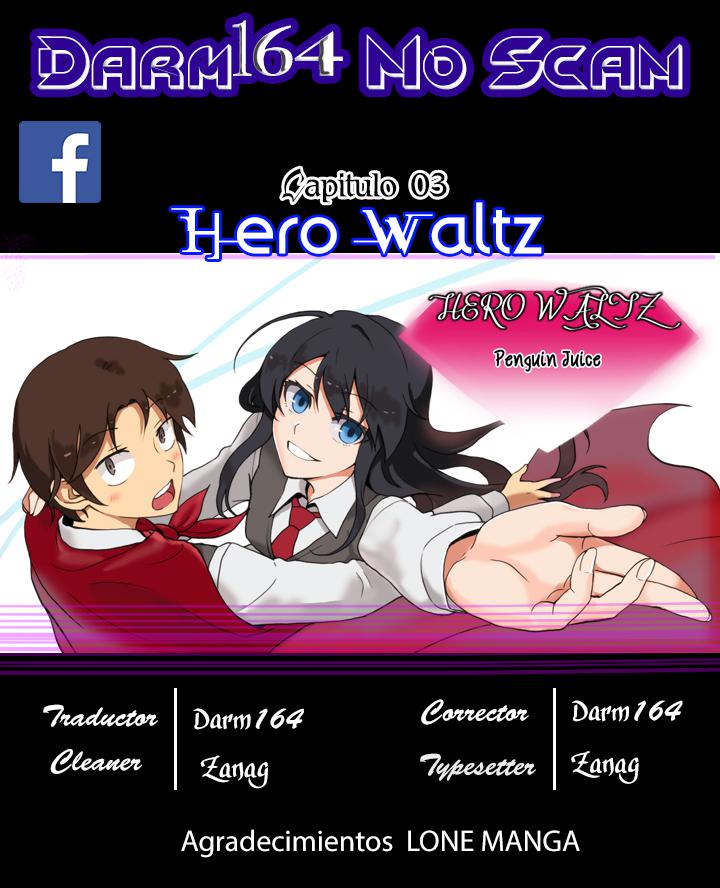 Darm164 No Scan
f
Capitulo 03
Hero Waltz
HERO WALTZ
Penguin Juice
Traductor Darm164
Cleaner Zanag
Corrector Darm164
Typesetter Zanag
Agradecimientos LONE MANGA